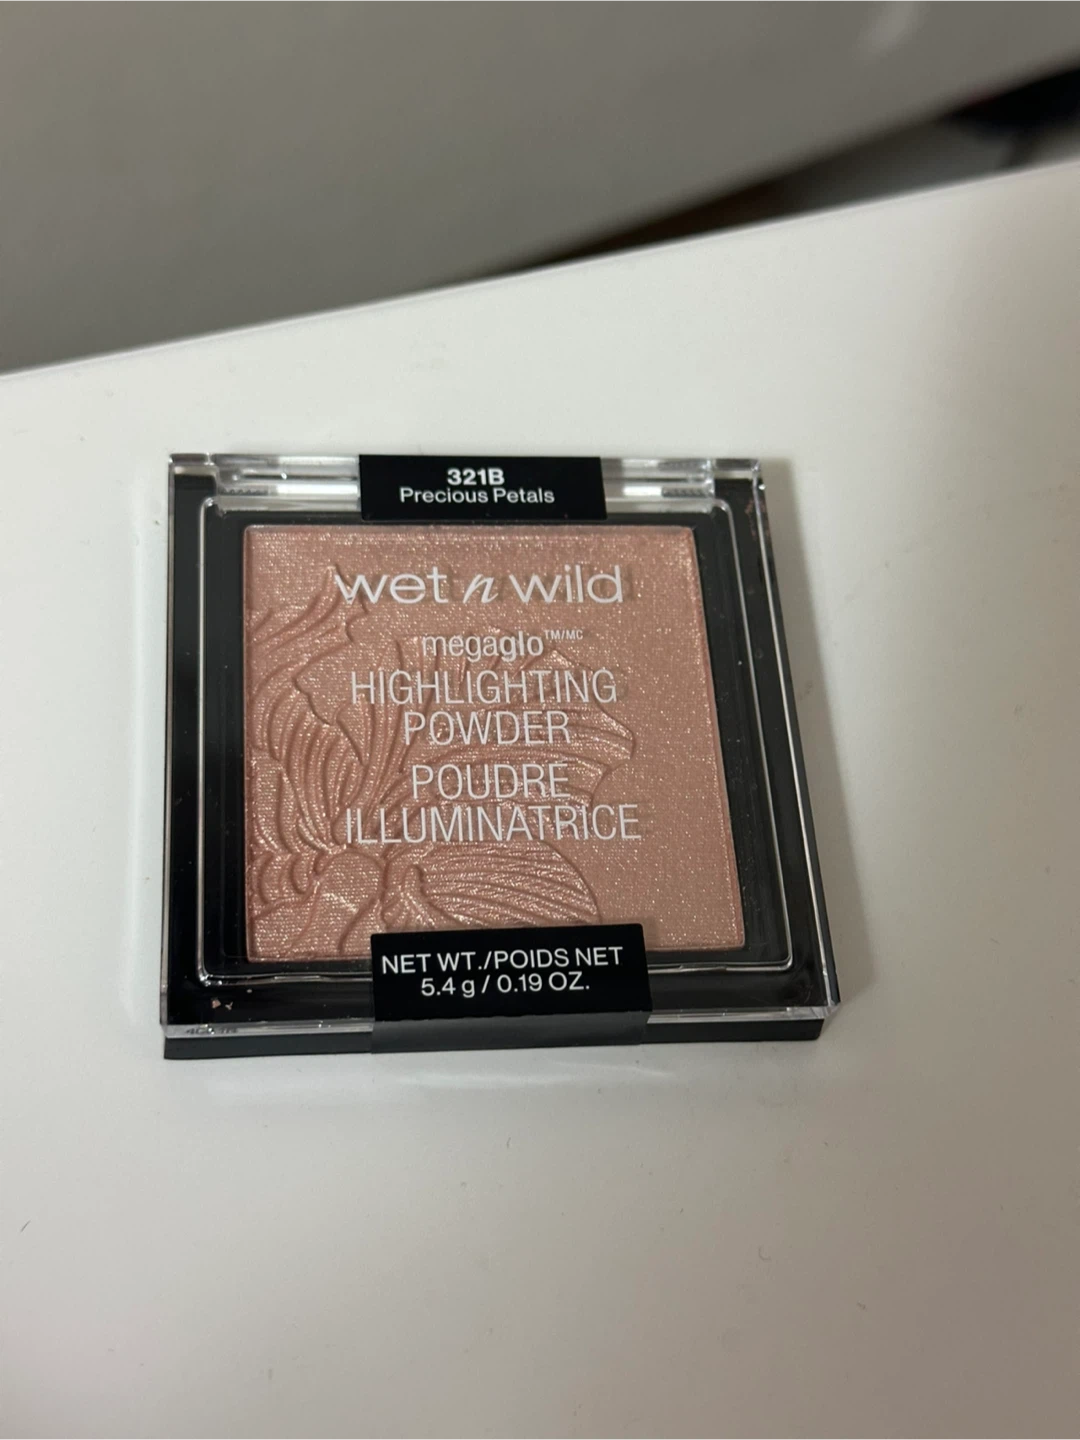 321B
Precious Petals
wet n wild
megaglo™/MC
HIGHLIGHTING
POWDER
POUDRE
ILLUMINATRICE
NET WT./POIDS NET
5.4 g / 0.19 OZ.